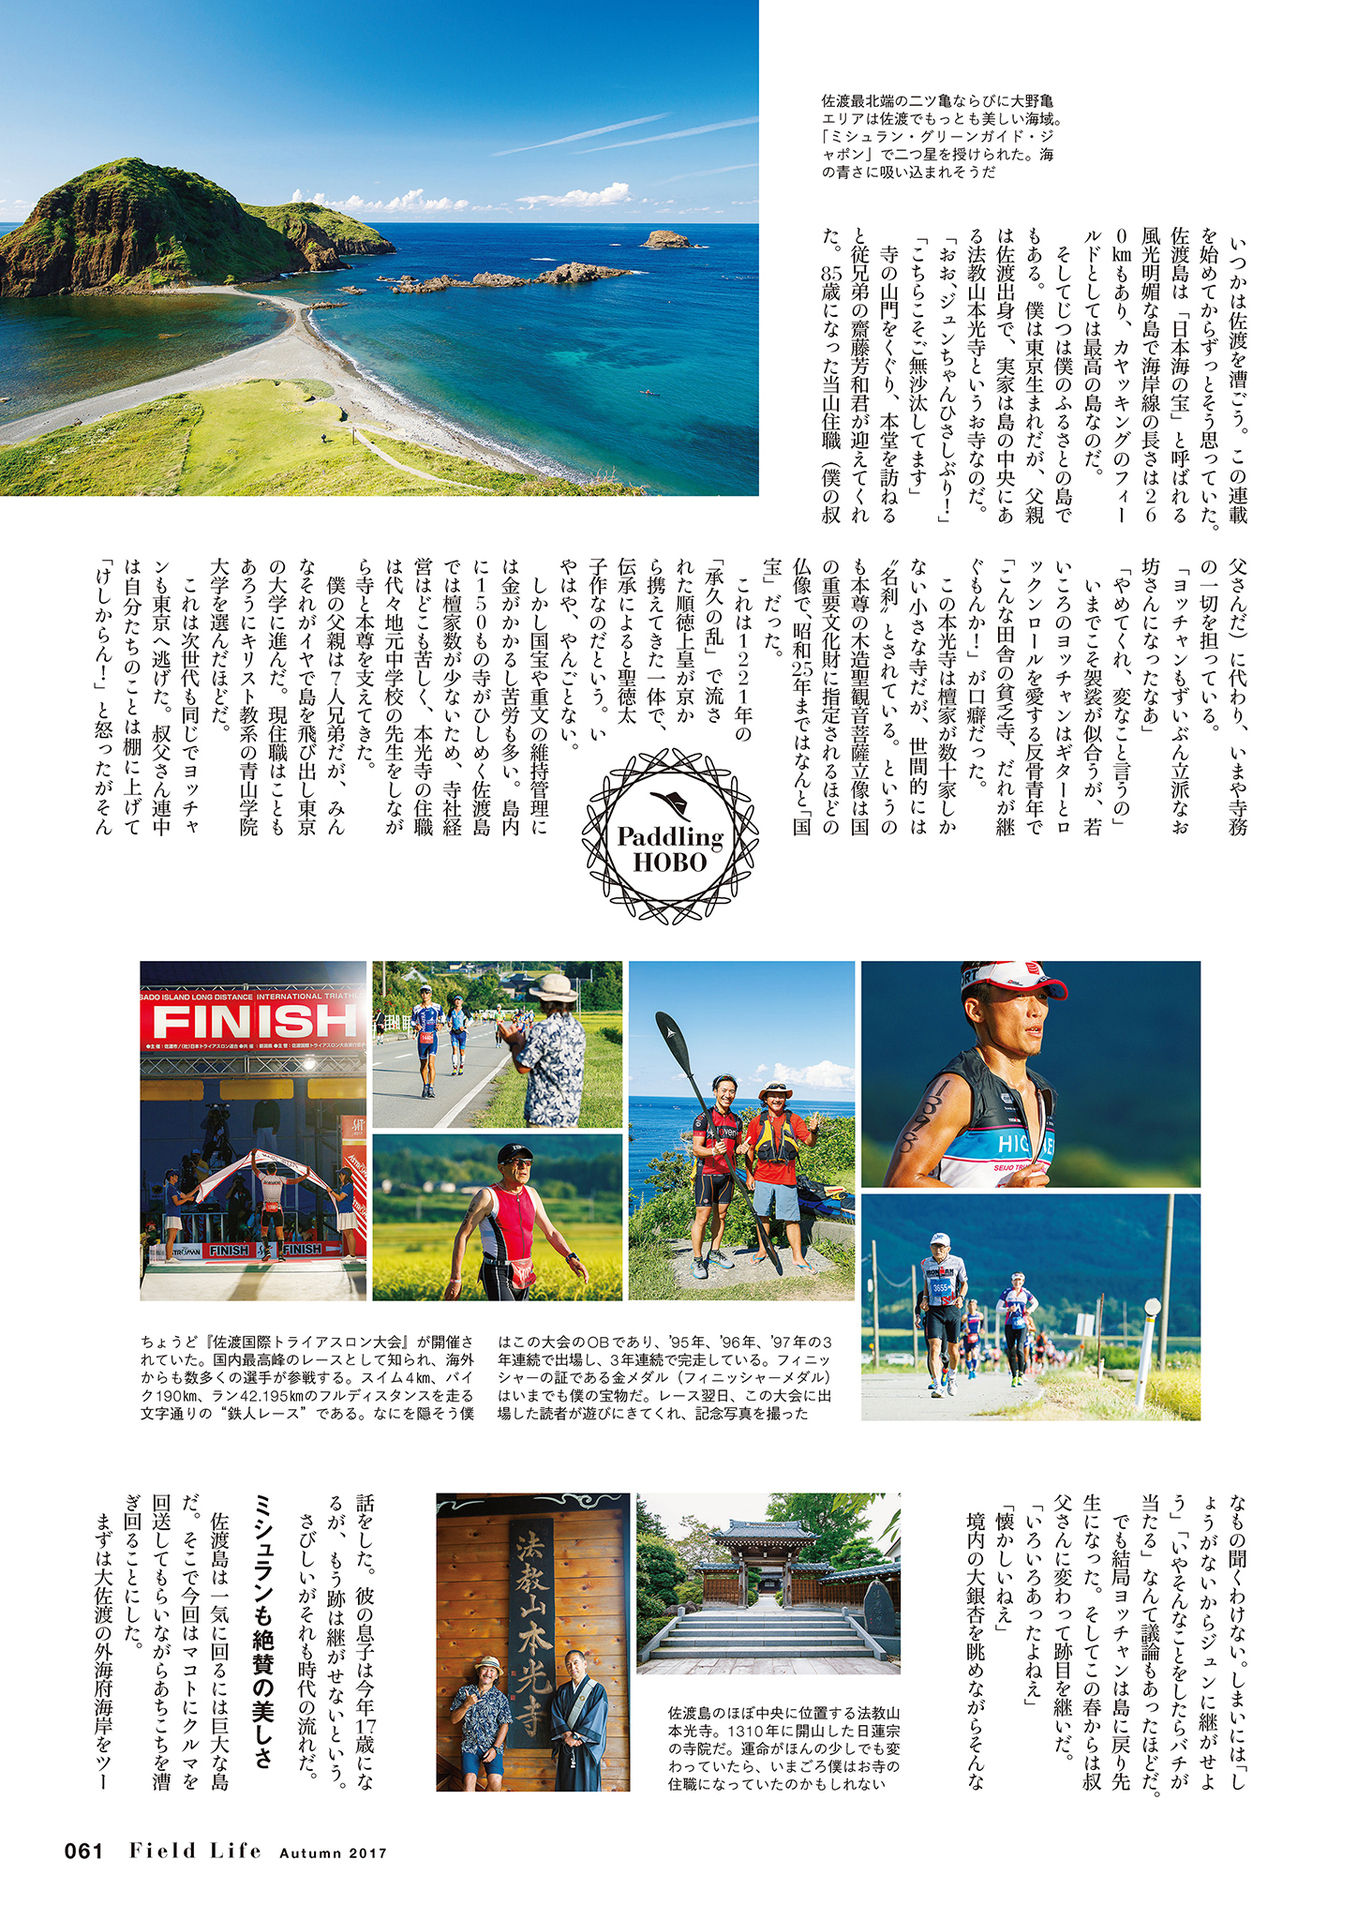 佐渡最北端の二ツ亀ならびに大野亀
エリアは佐渡でもっとも美しい海域。
「ミシュラン・グリーンガイド・ジ
ャポン」で二つ星を授けられた。海
の青さに吸い込まれそうだ
いつかは佐渡を漕ごう。この連載
を始めてからずっとそう思っていた。
佐渡島は「日本海の宝」と呼ばれる
風光明媚な島で海岸線の長さは26
0㎞もあり、カヤッキングのフィー
ルドとしては最高の島なのだ。
そしてじつは僕のふるさとの島で
もある。僕は東京生まれだが、父親
は佐渡出身で、実家は島の中央にあ
る法教山本光寺というお寺なのだ。
「おお、ジュンちゃんひさしぶり！」
「こちらこそご無沙汰してます」
寺の山門をくぐり、本堂を訪ねる
と従兄弟の齋藤芳和君が迎えてくれ
た。85歳になった当山住職（僕の叔
父さんだ）に代わり、いまや寺務
の一切を担っている。
「ヨッチャンもずいぶん立派なお
坊さんになったなあ」
「やめてくれ、変なこと言うの」
いまでこそ袈裟が似合うが、若
いころのヨッチャンはギターとロ
ックンロールを愛する反骨青年で
「こんな田舎の貧乏寺、だれが継
ぐもんか！」が口癖だった。
この本光寺は檀家が数十家しか
ない小さな寺だが、世間的には
〝名刹〟とされている。というの
も本尊の木造聖観音菩薩立像は国
の重要文化財に指定されるほどの
仏像で、昭和25年まではなんと「国
宝」だった。
これは1221年の
「承久の乱」で流さ
れた順徳上皇が京か
ら携えてきた一体で、
伝承によると聖徳太
子作なのだという。い
やはや、やんごとない。
しかし国宝や重文の維持管理に
は金がかかるし苦労も多い。島内
に150もの寺がひしめく佐渡島
では檀家数が少ないため、寺社経
営はどこも苦しく、本光寺の住職
は代々地元中学校の先生をしなが
ら寺と本尊を支えてきた。
僕の父親は7人兄弟だが、みん
なそれがイヤで島を飛び出し東京
の大学に進んだ。現住職はことも
あろうにキリスト教系の青山学院
大学を選んだほどだ。
これは次世代も同じでヨッチャ
ンも東京へ逃げた。叔父さん連中
は自分たちのことは棚に上げて
「けしからん！」と怒ったがそん
Paddling
HOBO
SADO ISLAND LONG DISTANCE INTERNATIONAL TRIATHL
FINISH
FINISH
FINISH
1898
SEIJO TRI
IRONMAN
3655
ちょうど『佐渡国際トライアスロン大会』が開催さ
れていた。国内最高峰のレースとして知られ、海外
からも数多くの選手が参戦する。スイム4㎞、バイ
ク190㎞、ラン42.195㎞のフルディスタンスを走る
文字通りの“鉄人レース”である。なにを隠そう僕
はこの大会のOBであり、’95年、’96年、’97年の3
年連続で出場し、3年連続で完走している。フィニッ
シャーの証である金メダル（フィニッシャーメダル）
はいまでも僕の宝物だ。レース翌日、この大会に出
場した読者が遊びにきてくれ、記念写真を撮った
なもの聞くわけない。しまいには「し
ょうがないからジュンに継がせよ
う」「いやそんなことをしたらバチが
当たる」なんて議論もあったほどだ。
でも結局ヨッチャンは島に戻り先
生になった。そしてこの春からは叔
父さんに変わって跡目を継いだ。
「いろいろあったよねえ」
「懐かしいねえ」
境内の大銀杏を眺めながらそんな
法教山本光寺
佐渡島のほぼ中央に位置する法教山
本光寺。1310年に開山した日蓮宗
の寺院だ。運命がほんの少しでも変
わっていたら、いまごろ僕はお寺の
住職になっていたのかもしれない
話をした。彼の息子は今年17歳にな
るが、もう跡は継がせないという。
さびしいがそれも時代の流れだ。
ミシュランも絶賛の美しさ
佐渡島は一気に回るには巨大な島
だ。そこで今回はマコトにクルマを
回送してもらいながらあちこちを漕
ぎ回ることにした。
まずは大佐渡の外海府海岸をツー
061 Field Life Autumn 2017